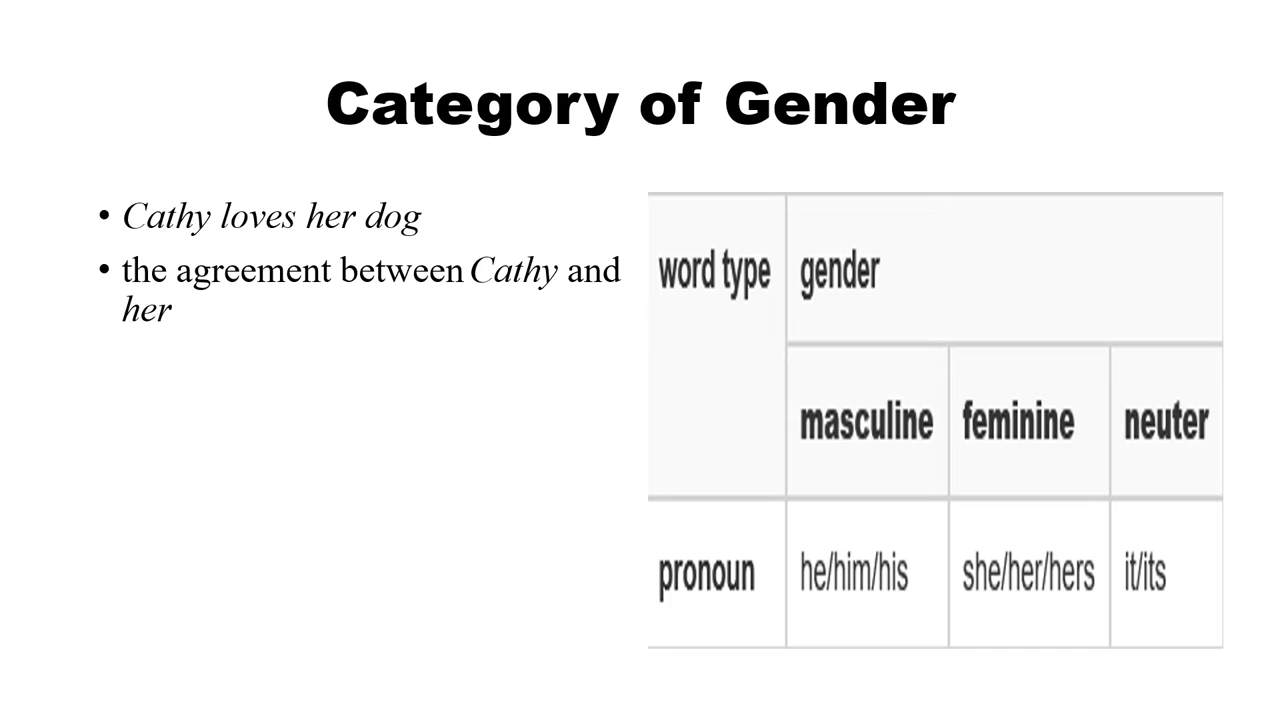 Category of Gender
• Cathy loves her dog
• the agreement between Cathy and
her
word type gender
masculine feminine neuter
pronoun he/him/his she/her/hers it/its